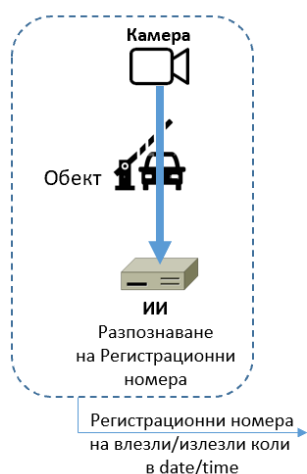 Камера
Обект
ИИ
Разпознаване
на Регистрационни
номера
Регистрационни номера
на влезли/излезли коли
в date/time